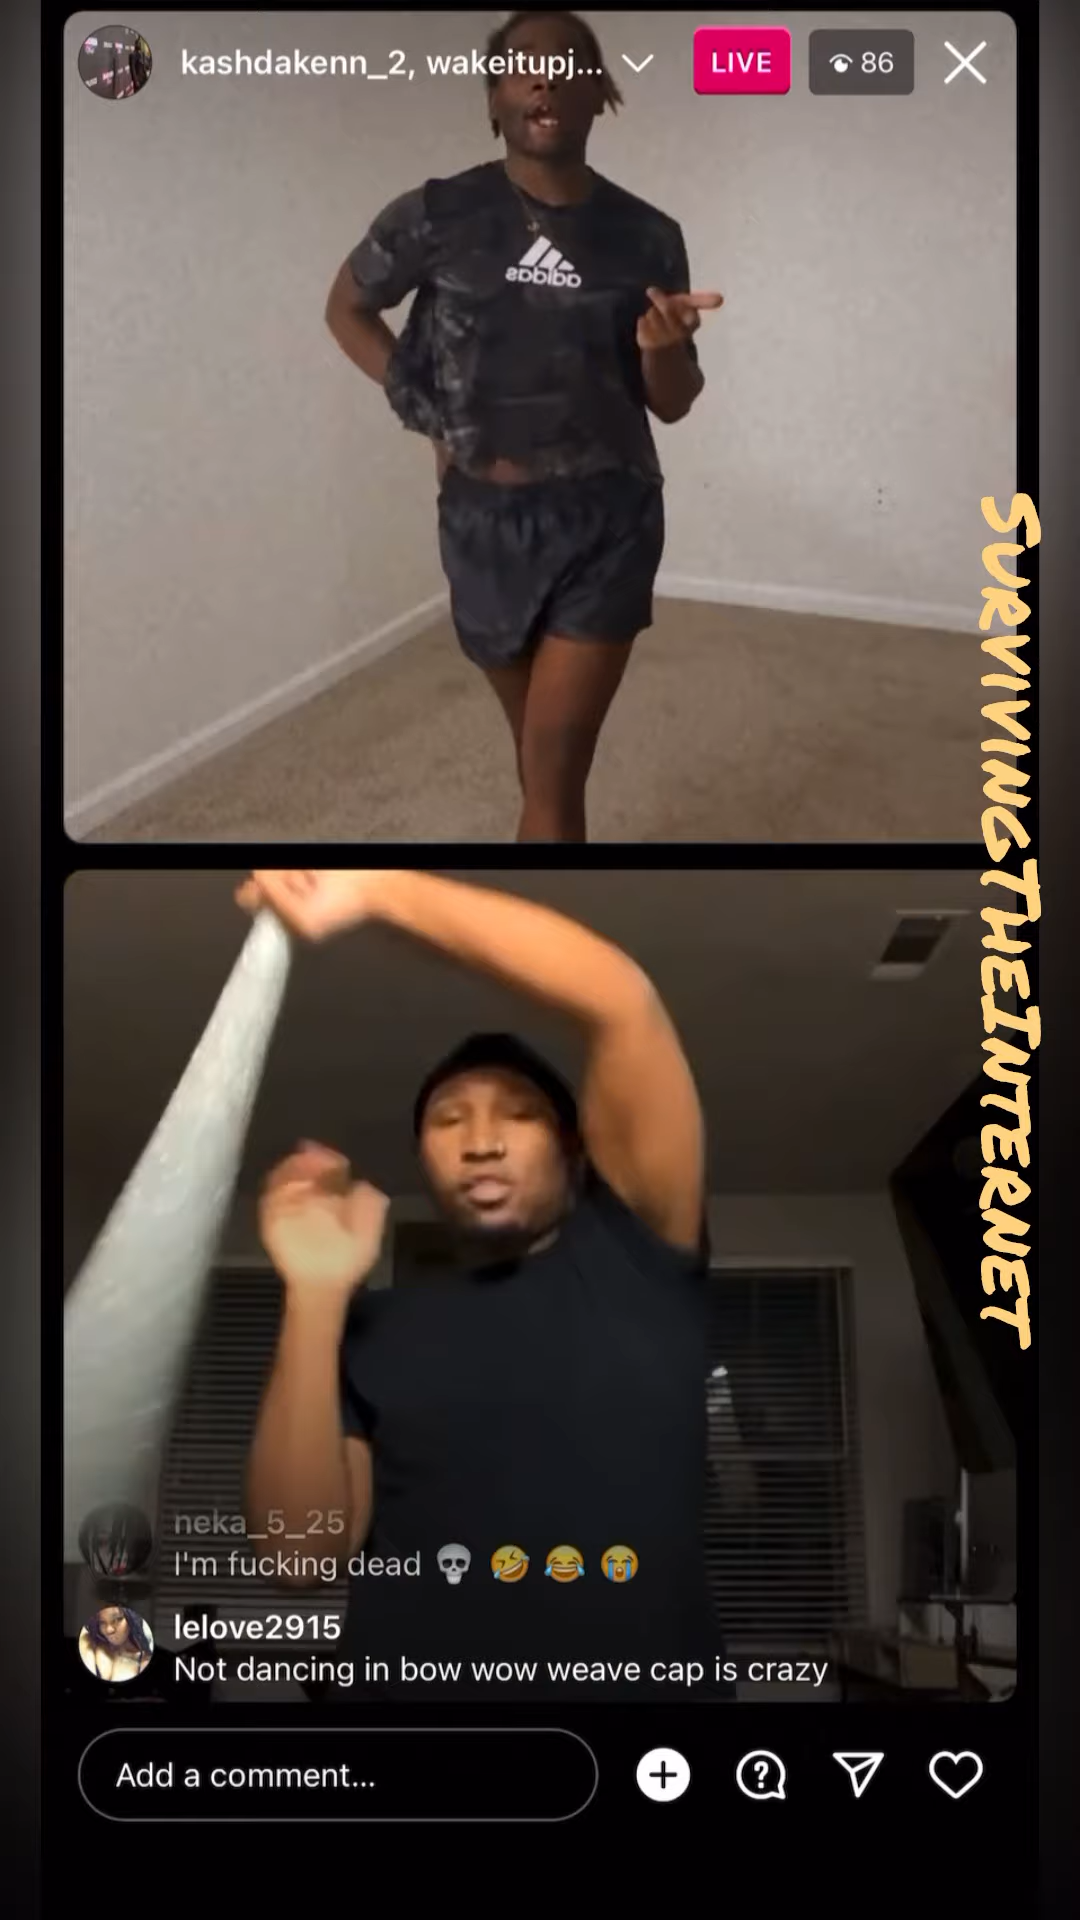 kashdakenn_2, wakeitupj...
LIVE
86
adidas
SURVIVINGTHEINTERNET
neka_5_25
I'm fucking dead 💀 🤣 😂 😭
lelove2915
Not dancing in bow wow weave cap is crazy
Add a comment...